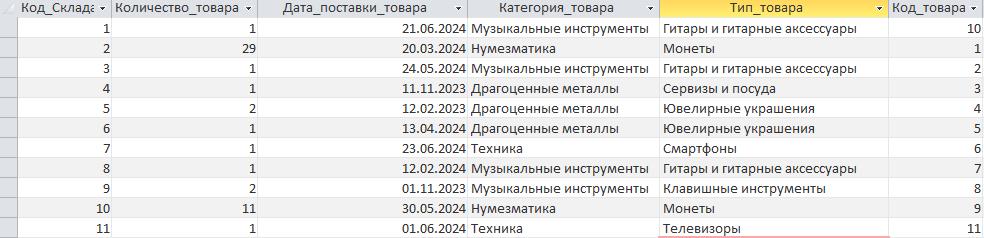 Код_Склада Количество_товара Дата_поставки_товара Категория_товара Тип_товара Код_товара
1 1 21.06.2024 Музыкальные инструменты Гитары и гитарные аксессуары 10
2 29 20.03.2024 Нумезматика Монеты 1
3 1 24.05.2024 Музыкальные инструменты Гитары и гитарные аксессуары 2
4 1 11.11.2023 Драгоценные металлы Сервизы и посуда 3
5 2 12.02.2023 Драгоценные металлы Ювелирные украшения 4
6 1 13.04.2024 Драгоценные металлы Ювелирные украшения 5
7 1 23.06.2024 Техника Смартфоны 6
8 1 12.02.2024 Музыкальные инструменты Гитары и гитарные аксессуары 7
9 2 01.11.2023 Музыкальные инструменты Клавишные инструменты 8
10 11 30.05.2024 Нумезматика Монеты 9
11 1 01.06.2024 Техника Телевизоры 11